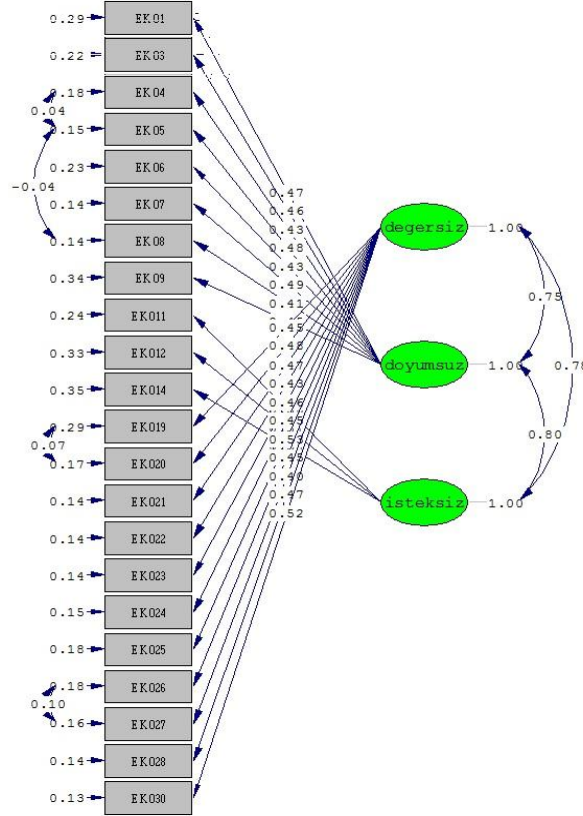 0.29 EK01
0.22 EK03
0.18 EK04
0.04
0.15 EK05
0.23 EK06
-0.04
0.14 EK07
0.14 EK08
0.34 EK09
0.24 EK011
0.33 EK012
0.35 EK014
0.29 EK019
0.07
0.17 EK020
0.14 EK021
0.14 EK022
0.14 EK023
0.15 EK024
0.18 EK025
0.18 EK026
0.10
0.16 EK027
0.14 EK028
0.13 EK030
0.47
0.46
0.43
0.48
0.43
0.49
0.41
0.45
0.48
0.47
0.43
0.46
0.53
0.45
0.40
0.47
0.52
degersiz 1.00
0.75
doyumsuz 1.00
0.78
0.80
isteksiz 1.00